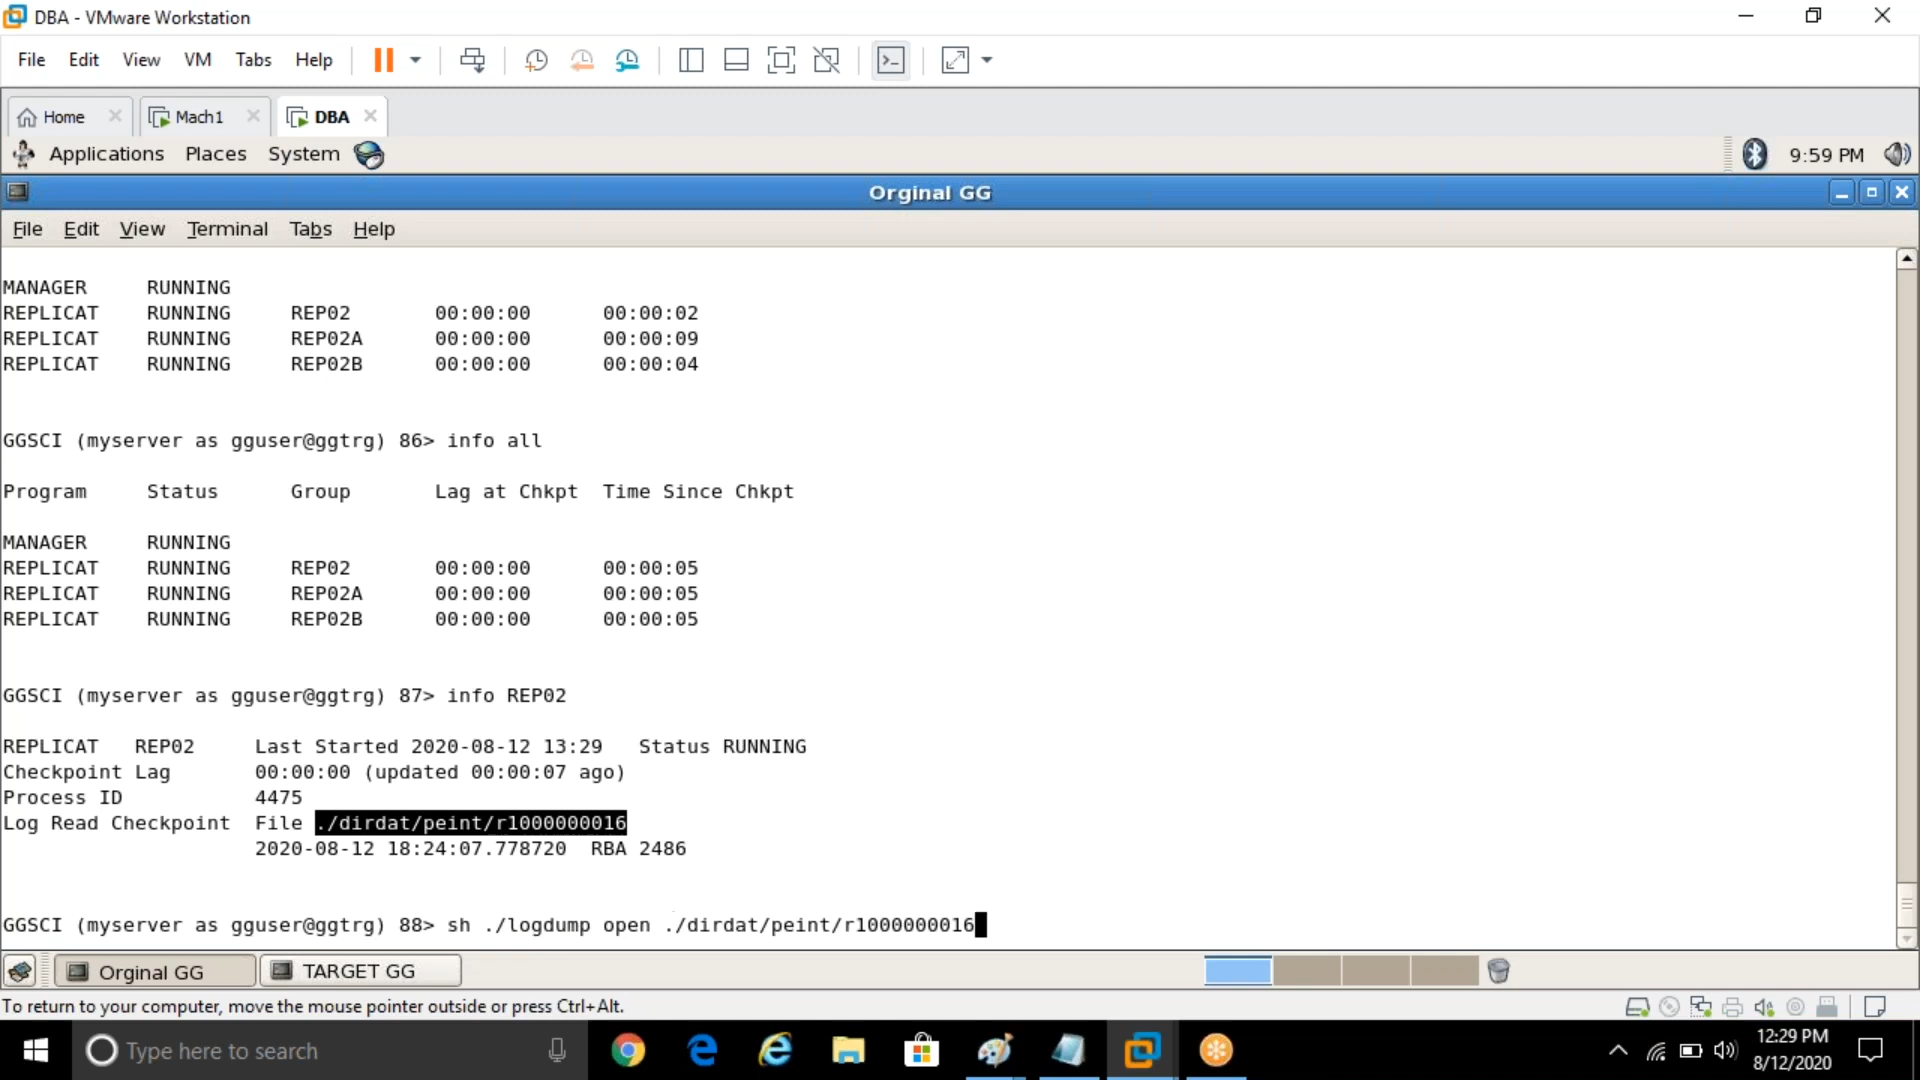 DBA - VMware Workstation
File Edit View VM Tabs Help
Home Mach1 DBA
Applications Places System 9:59 PM
Orginal GG
File Edit View Terminal Tabs Help
MANAGER RUNNING
REPLICAT RUNNING REP02 00:00:00 00:00:02
REPLICAT RUNNING REP02A 00:00:00 00:00:09
REPLICAT RUNNING REP02B 00:00:00 00:00:04
GGSCI (myserver as gguser@ggtrg) 86> info all
Program Status Group Lag at Chkpt Time Since Chkpt
MANAGER RUNNING
REPLICAT RUNNING REP02 00:00:00 00:00:05
REPLICAT RUNNING REP02A 00:00:00 00:00:05
REPLICAT RUNNING REP02B 00:00:00 00:00:05
GGSCI (myserver as gguser@ggtrg) 87> info REP02
REPLICAT REP02 Last Started 2020-08-12 13:29 Status RUNNING
Checkpoint Lag 00:00:00 (updated 00:00:07 ago)
Process ID 4475
Log Read Checkpoint File ./dirdat/peint/r1000000016
2020-08-12 18:24:07.778720 RBA 2486
GGSCI (myserver as gguser@ggtrg) 88> sh ./logdump open ./dirdat/peint/r1000000016
Orginal GG TARGET GG
To return to your computer, move the mouse pointer outside or press Ctrl+Alt.
Type here to search
12:29 PM
8/12/2020